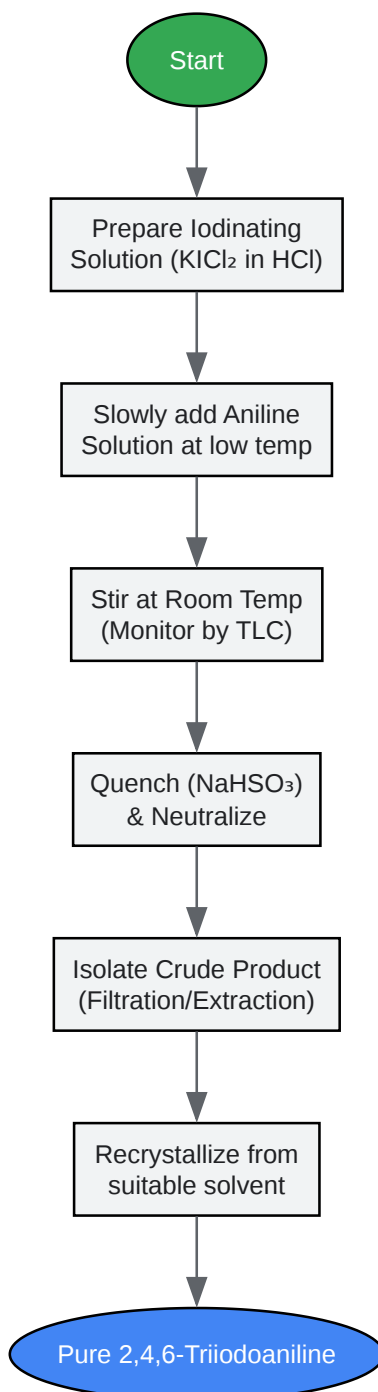 Start
Prepare Iodinating
Solution (KICl₂ in HCl)
Slowly add Aniline
Solution at low temp
Stir at Room Temp
(Monitor by TLC)
Quench (NaHSO₃)
& Neutralize
Isolate Crude Product
(Filtration/Extraction)
Recrystallize from
suitable solvent
Pure 2,4,6-Triiodoaniline